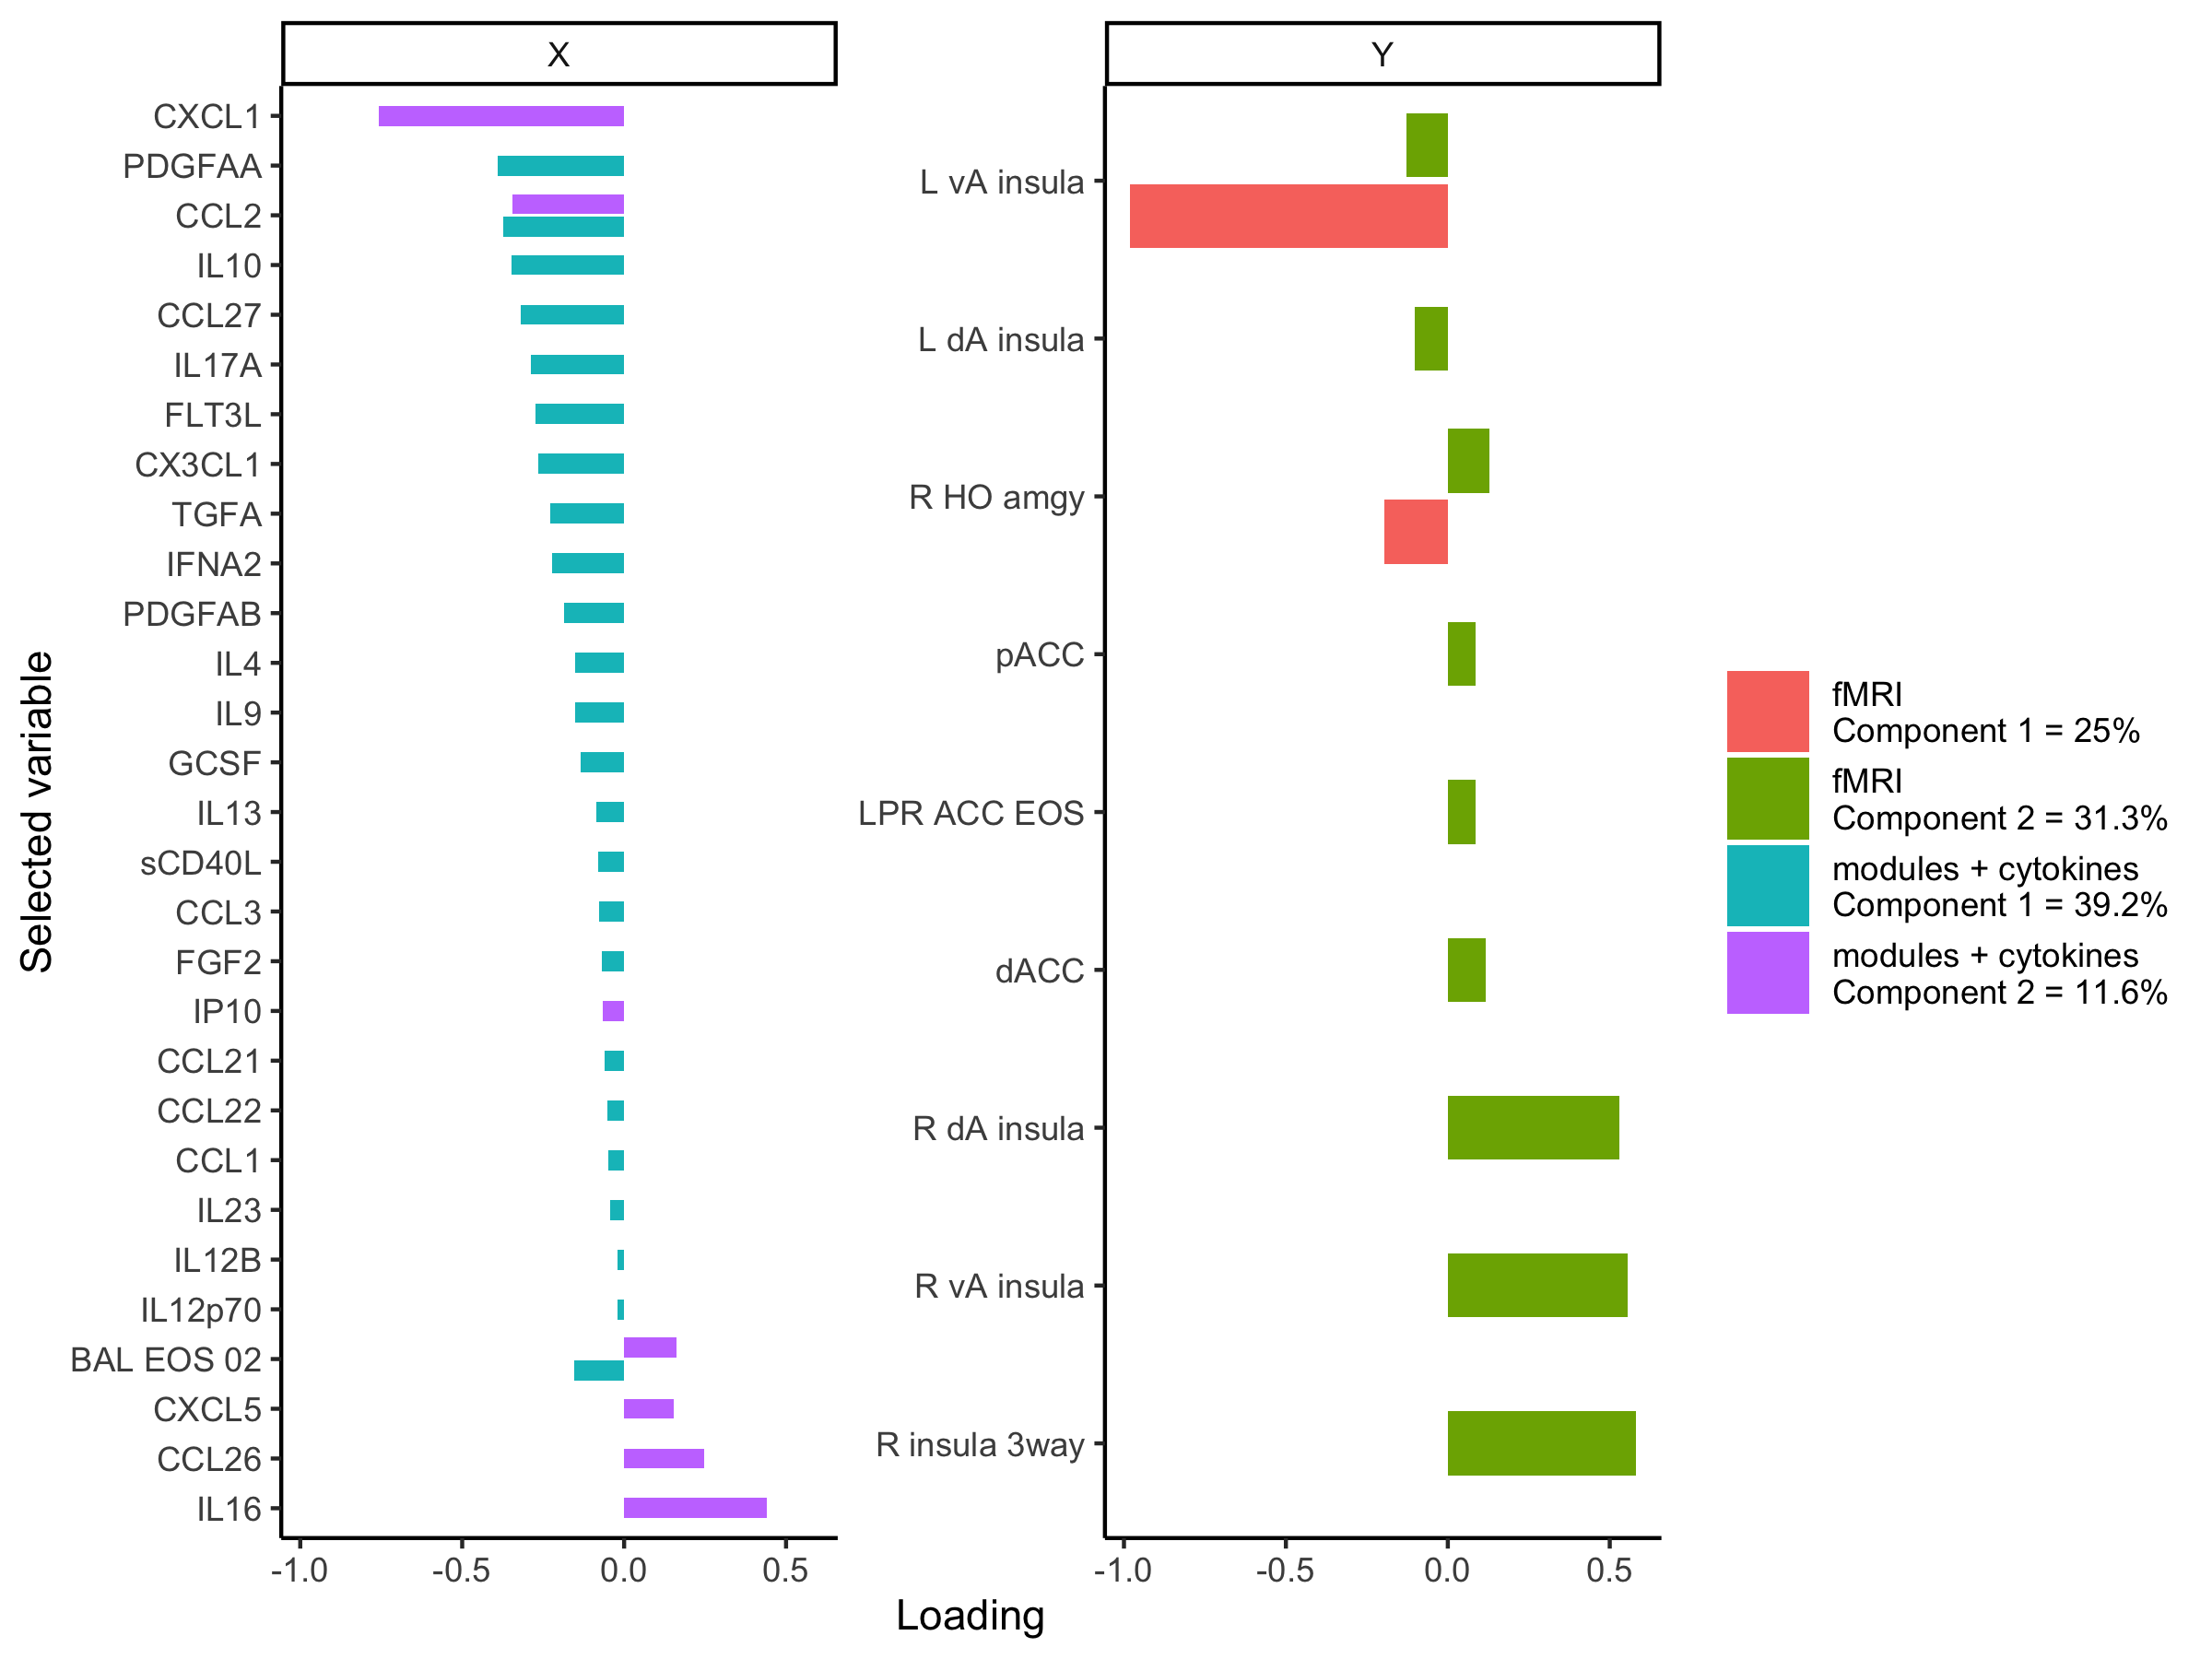 X
Y
CXCL1
PDGFAA
CCL2
IL10
CCL27
IL17A
FLT3L
CX3CL1
TGFA
IFNA2
PDGFAB
IL4
IL9
GCSF
IL13
sCD40L
CCL3
FGF2
IP10
CCL21
CCL22
CCL1
IL23
IL12B
IL12p70
BAL EOS 02
CXCL5
CCL26
IL16
Selected variable
-1.0
-0.5
0.0
0.5
L vA insula
L dA insula
R HO amgy
pACC
LPR ACC EOS
dACC
R dA insula
R vA insula
R insula 3way
-1.0
-0.5
0.0
0.5
Loading
fMRI
Component 1 = 25%
fMRI
Component 2 = 31.3%
modules + cytokines
Component 1 = 39.2%
modules + cytokines
Component 2 = 11.6%